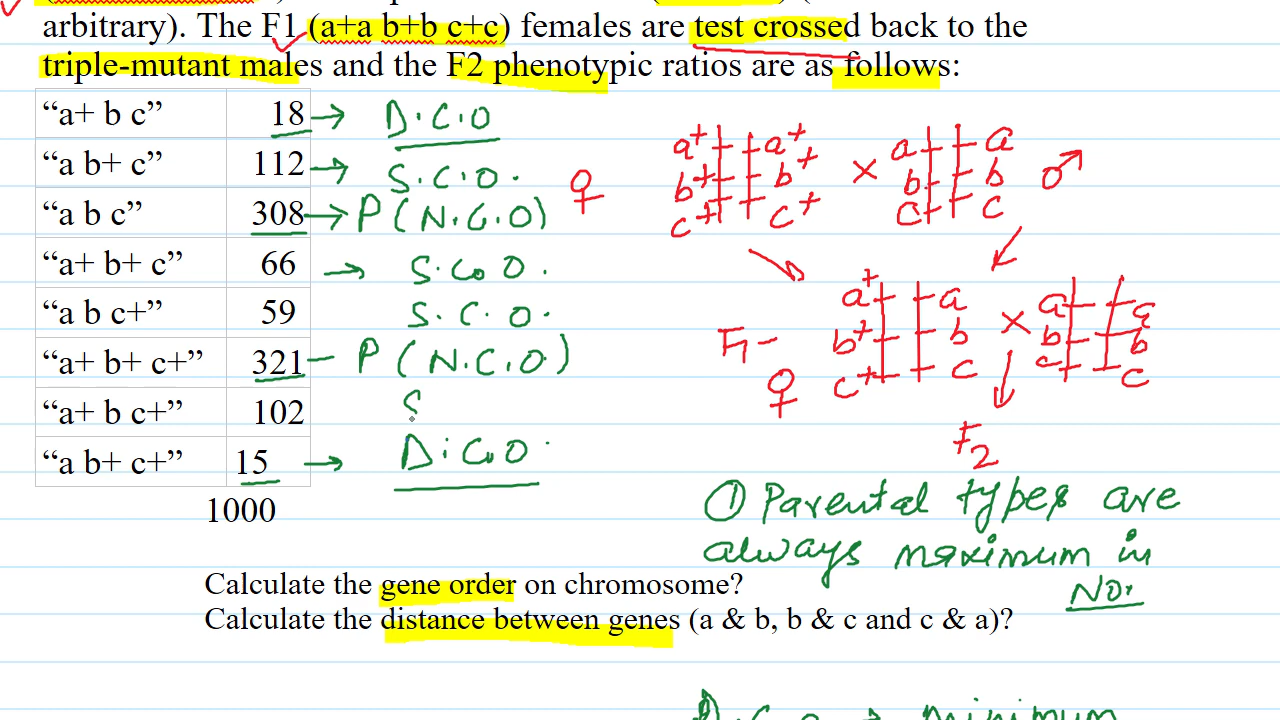 arbitrary). The F1 (a+a b+b c+c) females are test crossed back to the
triple-mutant males and the F2 phenotypic ratios are as follows:
“a+ b c” 18 → D.C.O
“a b+ c” 112 → S.C.O.
“a b c” 308 → P (N.C.O)
“a+ b+ c” 66 → S.C.O.
“a b c+” 59 S.C.O.
“a+ b+ c+” 321 – P (N.C.O)
“a+ b c+” 102 S
“a b+ c+” 15 → D.C.O.
1000
♀ a+ a+ × a a ♂
b+ b+ b b
c+ c+ c c
F1 – a+ a × a a
b+ b b b
♀ c+ c c c
F2
① Parental types are
always maximum in
No.
Calculate the gene order on chromosome?
Calculate the distance between genes (a & b, b & c and c & a)?
D.C.O → minimum